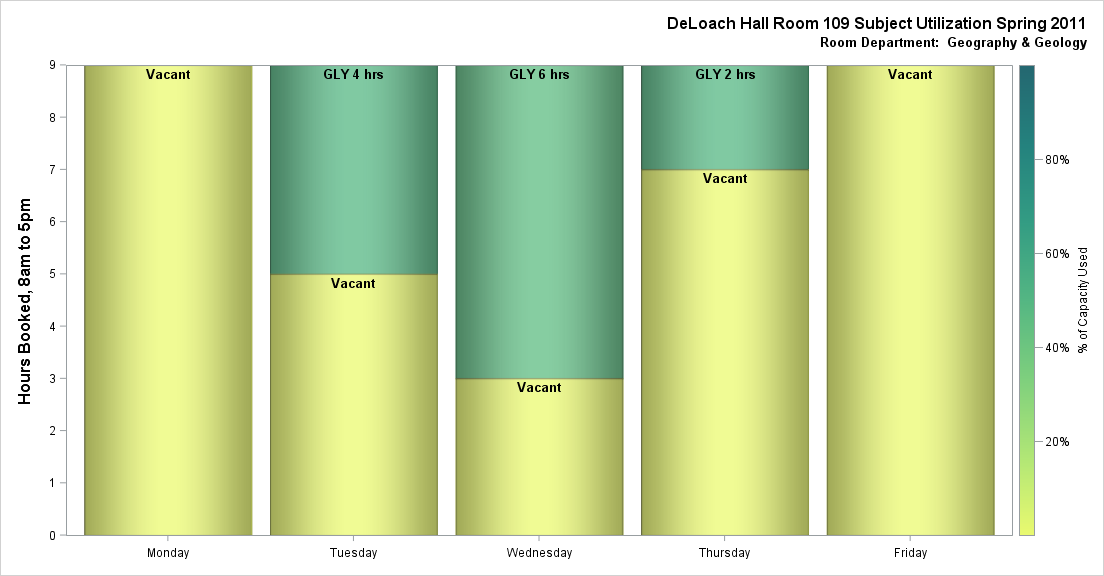 DeLoach Hall Room 109 Subject Utilization Spring 2011
Room Department: Geography & Geology
Hours Booked, 8am to 5pm
9
8
7
6
5
4
3
2
1
0
Vacant
GLY 4 hrs
Vacant
GLY 6 hrs
Vacant
GLY 2 hrs
Vacant
Vacant
Monday
Tuesday
Wednesday
Thursday
Friday
80%
60%
40%
20%
% of Capacity Used